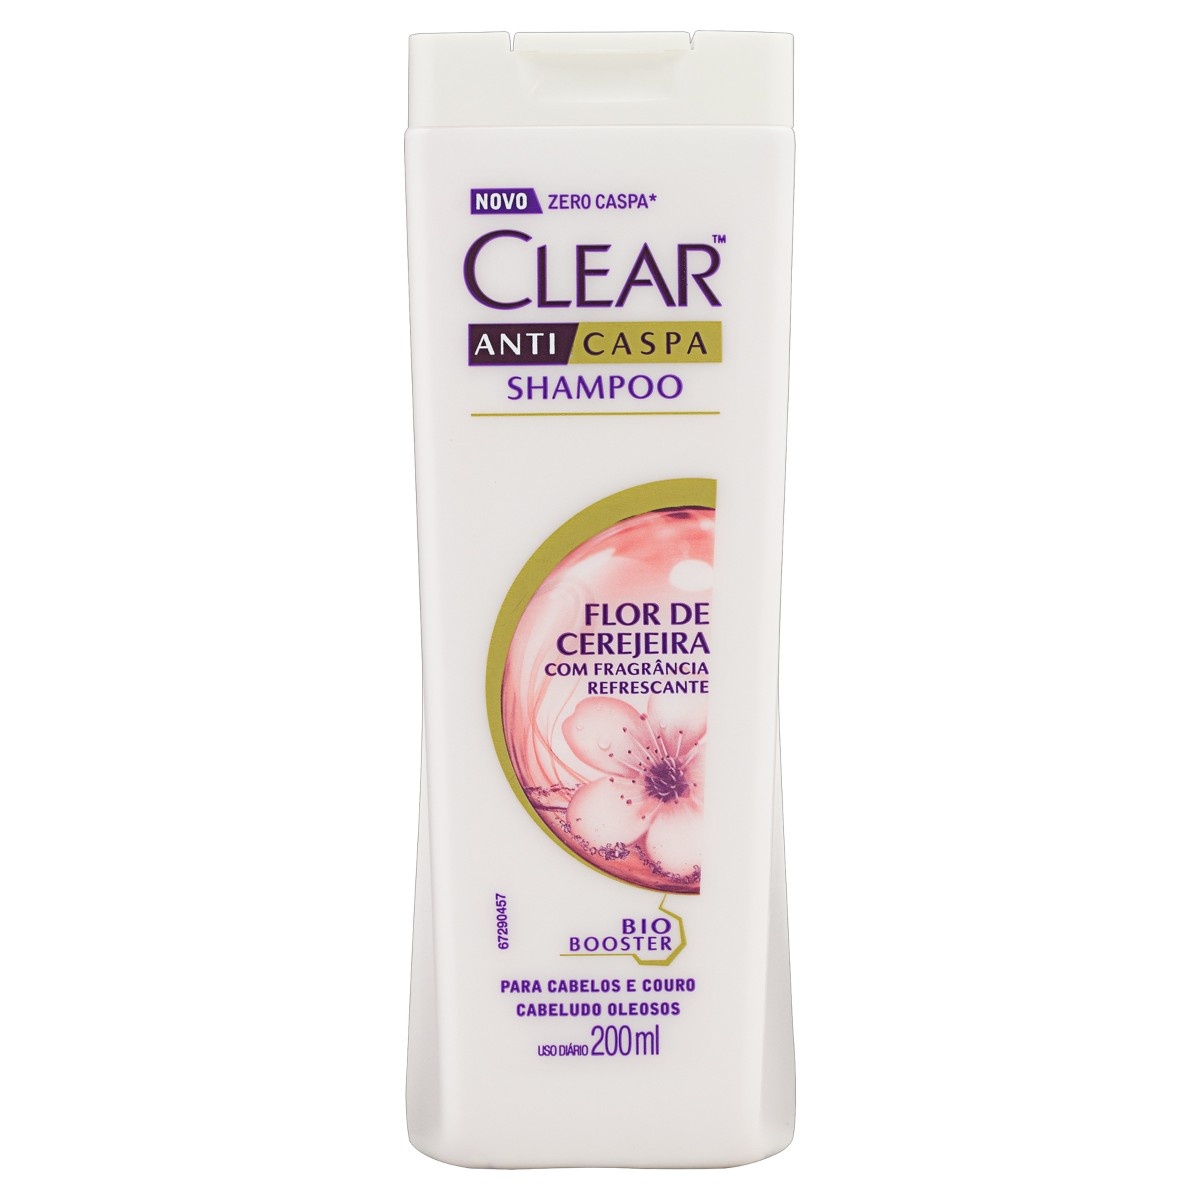 NOVO ZERO CASPA*
CLEAR™
ANTI CASPA
SHAMPOO
FLOR DE
CEREJEIRA
COM FRAGRÂNCIA
REFRESCANTE
67290457
BIO
BOOSTER
PARA CABELOS E COURO
CABELUDO OLEOSOS
USO DIÁRIO 200ml